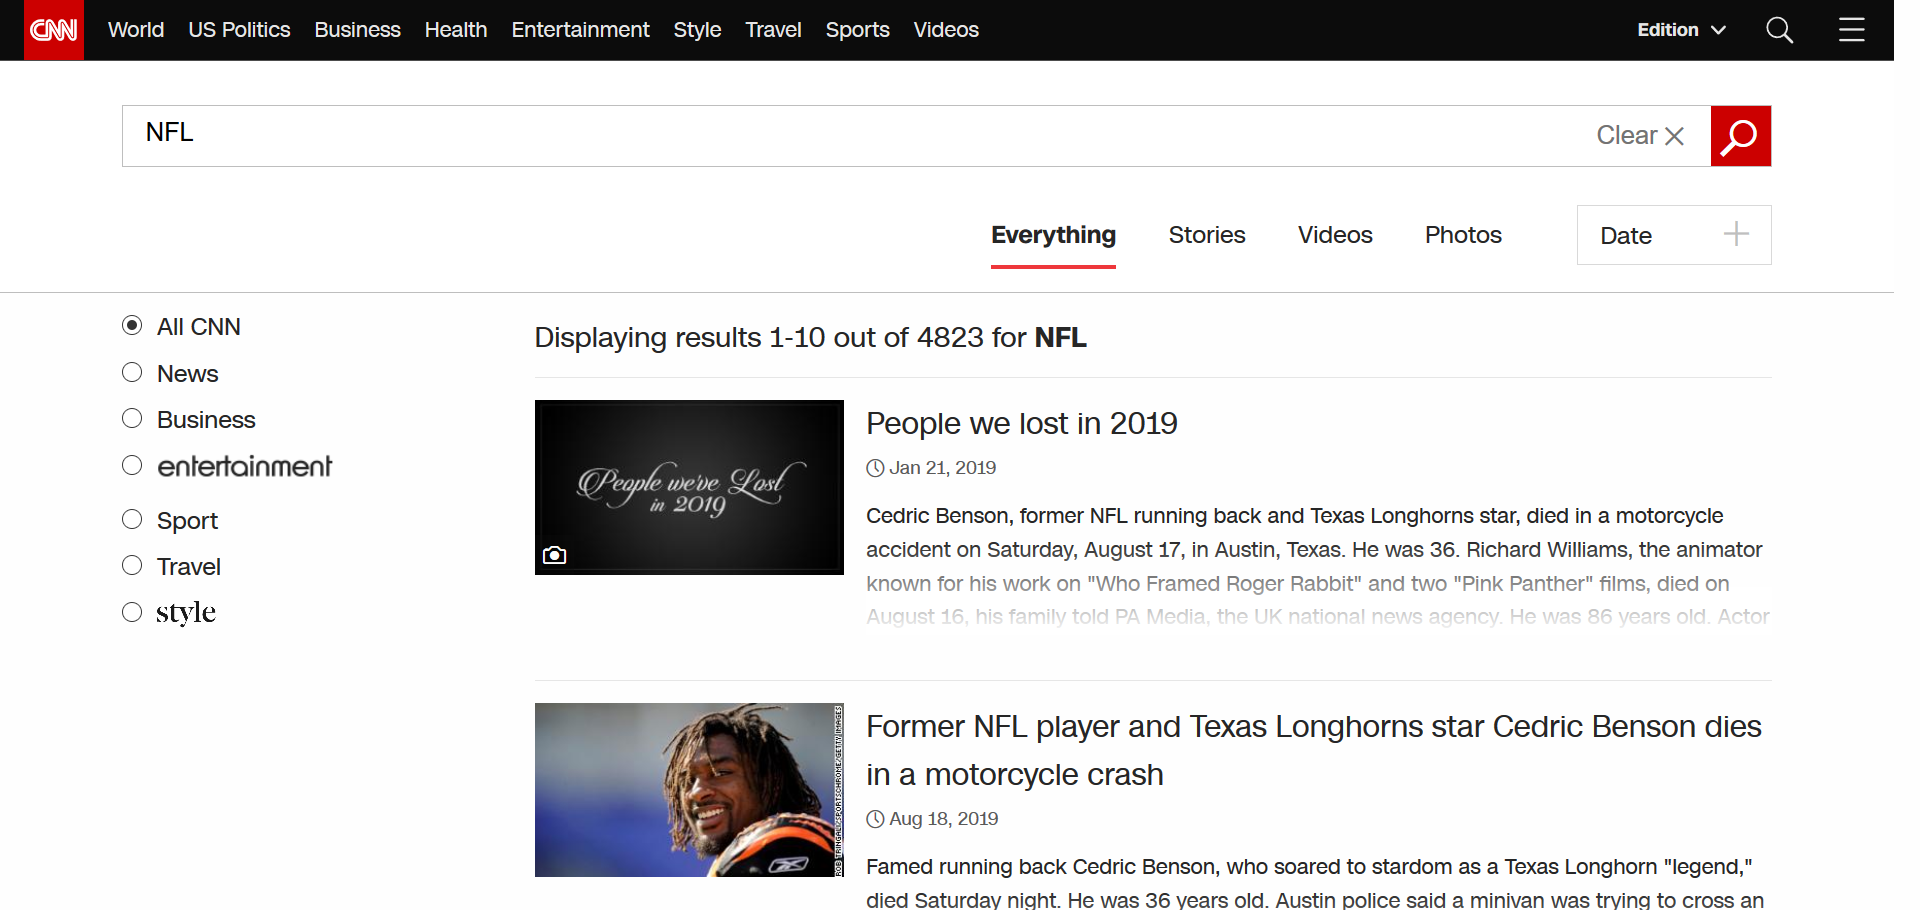 CNN World US Politics Business Health Entertainment Style Travel Sports Videos Edition
NFL Clear
Everything Stories Videos Photos Date
All CNN
News
Business
entertainment
Sport
Travel
style
Displaying results 1-10 out of 4823 for NFL
People we've Lost
in 2019
People we lost in 2019
Jan 21, 2019
Cedric Benson, former NFL running back and Texas Longhorns star, died in a motorcycle
accident on Saturday, August 17, in Austin, Texas. He was 36. Richard Williams, the animator
known for his work on "Who Framed Roger Rabbit" and two "Pink Panther" films, died on
August 16, his family told PA Media, the UK national news agency. He was 86 years old. Actor
ROB TRINGALI/SPORTSCHROME/GETTY IMAGES
Former NFL player and Texas Longhorns star Cedric Benson dies
in a motorcycle crash
Aug 18, 2019
Famed running back Cedric Benson, who soared to stardom as a Texas Longhorn "legend,"
died Saturday night. He was 36 years old. Austin police said a minivan was trying to cross an